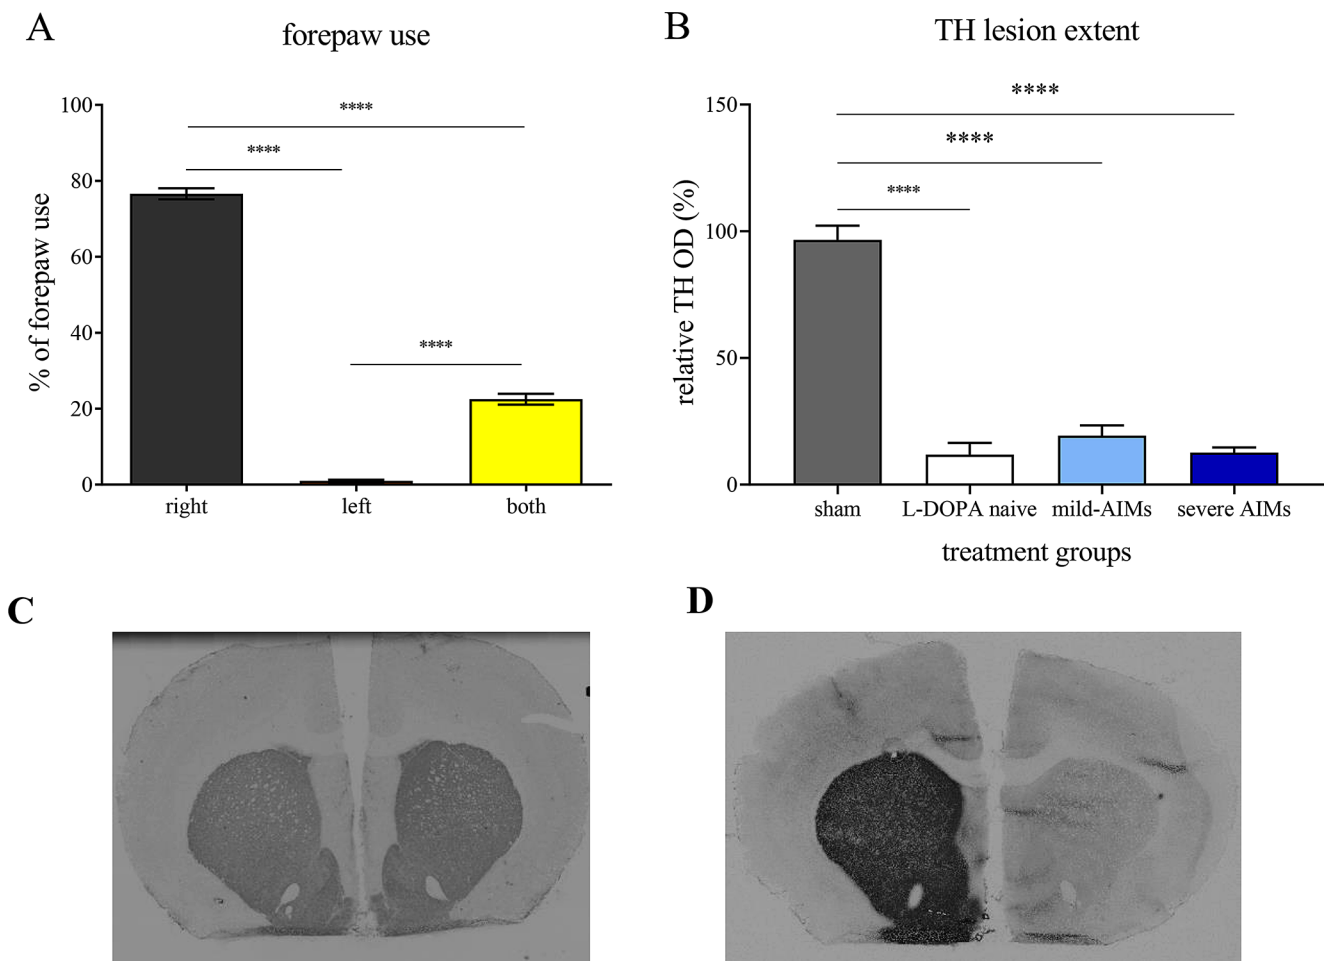 A
forepaw use
% of forepaw use
100
80
60
40
20
0
****
****
****
right
left
both
B
TH lesion extent
relative TH OD (%)
150
100
50
0
****
****
****
sham
L-DOPA naive
mild-AIMs
severe AIMs
treatment groups
C
D